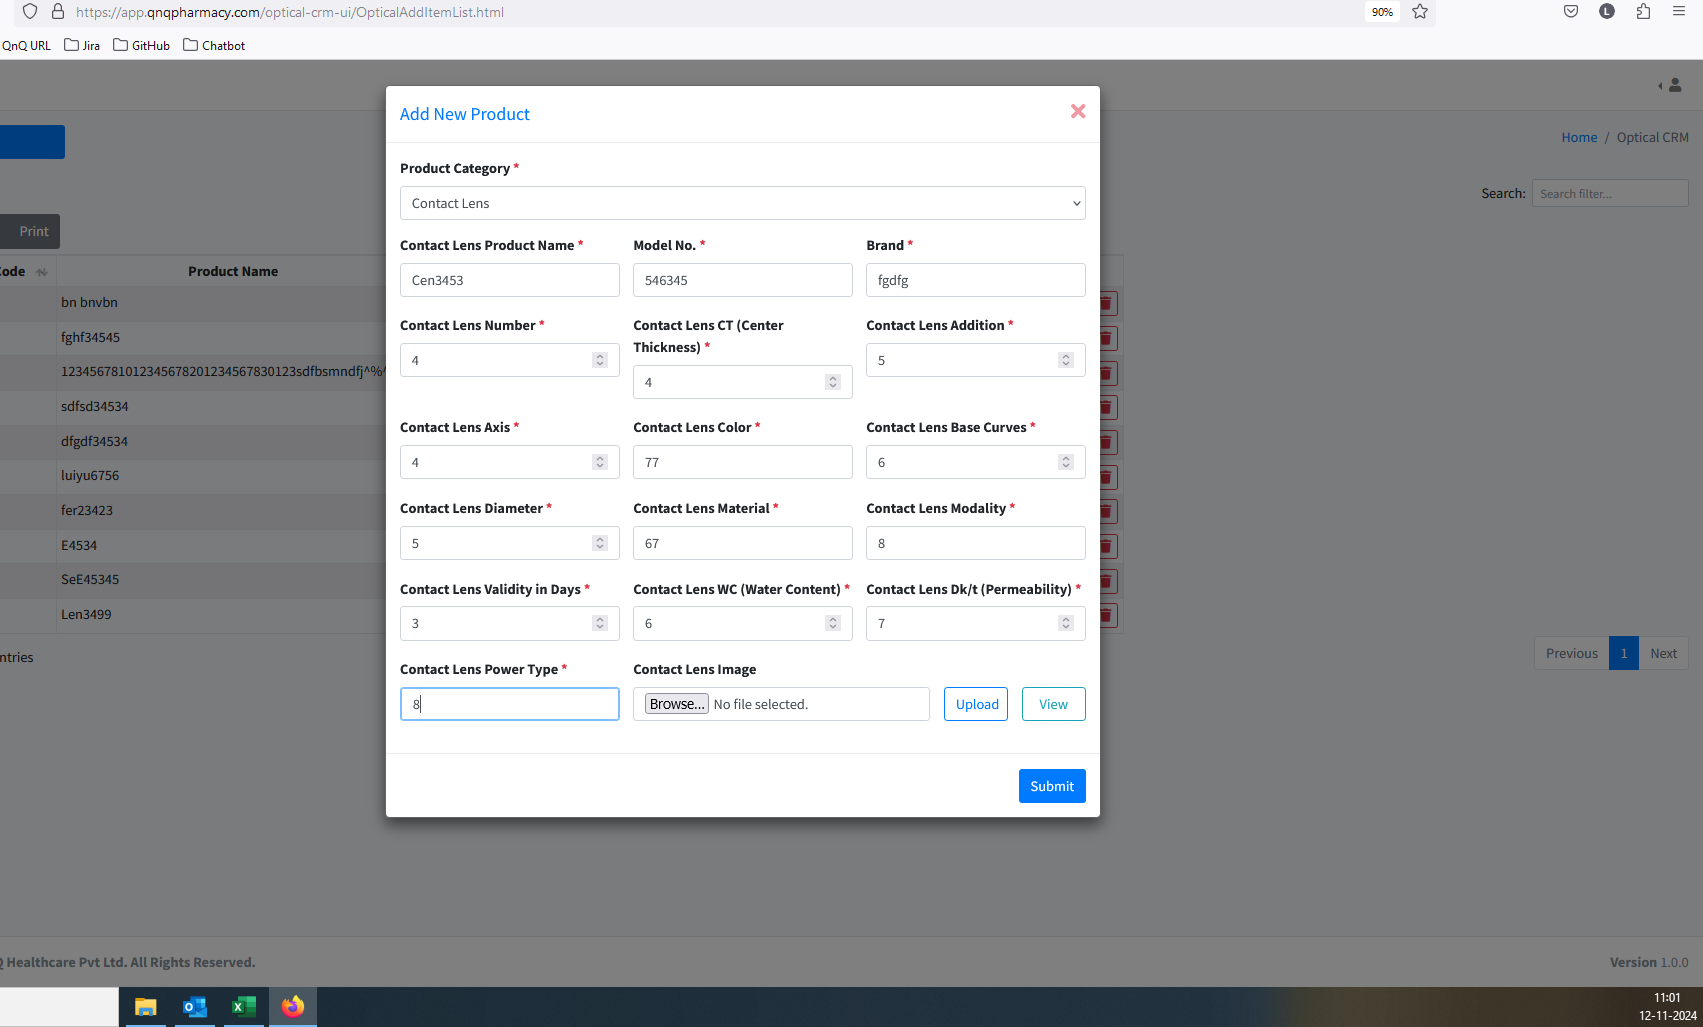 https://app.qnqpharmacy.com/optical-crm-ui/OpticalAddItemList.html
90%
L
QnQ URL
Jira
GitHub
Chatbot
Add New Product
Home / Optical CRM
Product Category *
Contact Lens
Search:
Search filter...
Print
Contact Lens Product Name *
Model No. *
Brand *
Cen3453
546345
fgdfg
Product Name
bn bnvbn
fghf34545
12345678101234567820123456783​0123sdfbsmndfj^%^
sdfsd34534
dfgdf34534
luiyu6756
fer23423
E4534
SeE45345
Len3499
Contact Lens Number *
Contact Lens CT (Center Thickness) *
Contact Lens Addition *
4
4
5
Contact Lens Axis *
Contact Lens Color *
Contact Lens Base Curves *
4
77
6
Contact Lens Diameter *
Contact Lens Material *
Contact Lens Modality *
5
67
8
Contact Lens Validity in Days *
Contact Lens WC (Water Content) *
Contact Lens Dk/t (Permeability) *
3
6
7
Contact Lens Power Type *
Contact Lens Image
8
Browse... No file selected.
Upload
View
Previous 1 Next
Submit
Healthcare Pvt Ltd. All Rights Reserved.
Version 1.0.0
11:01
12-11-2024